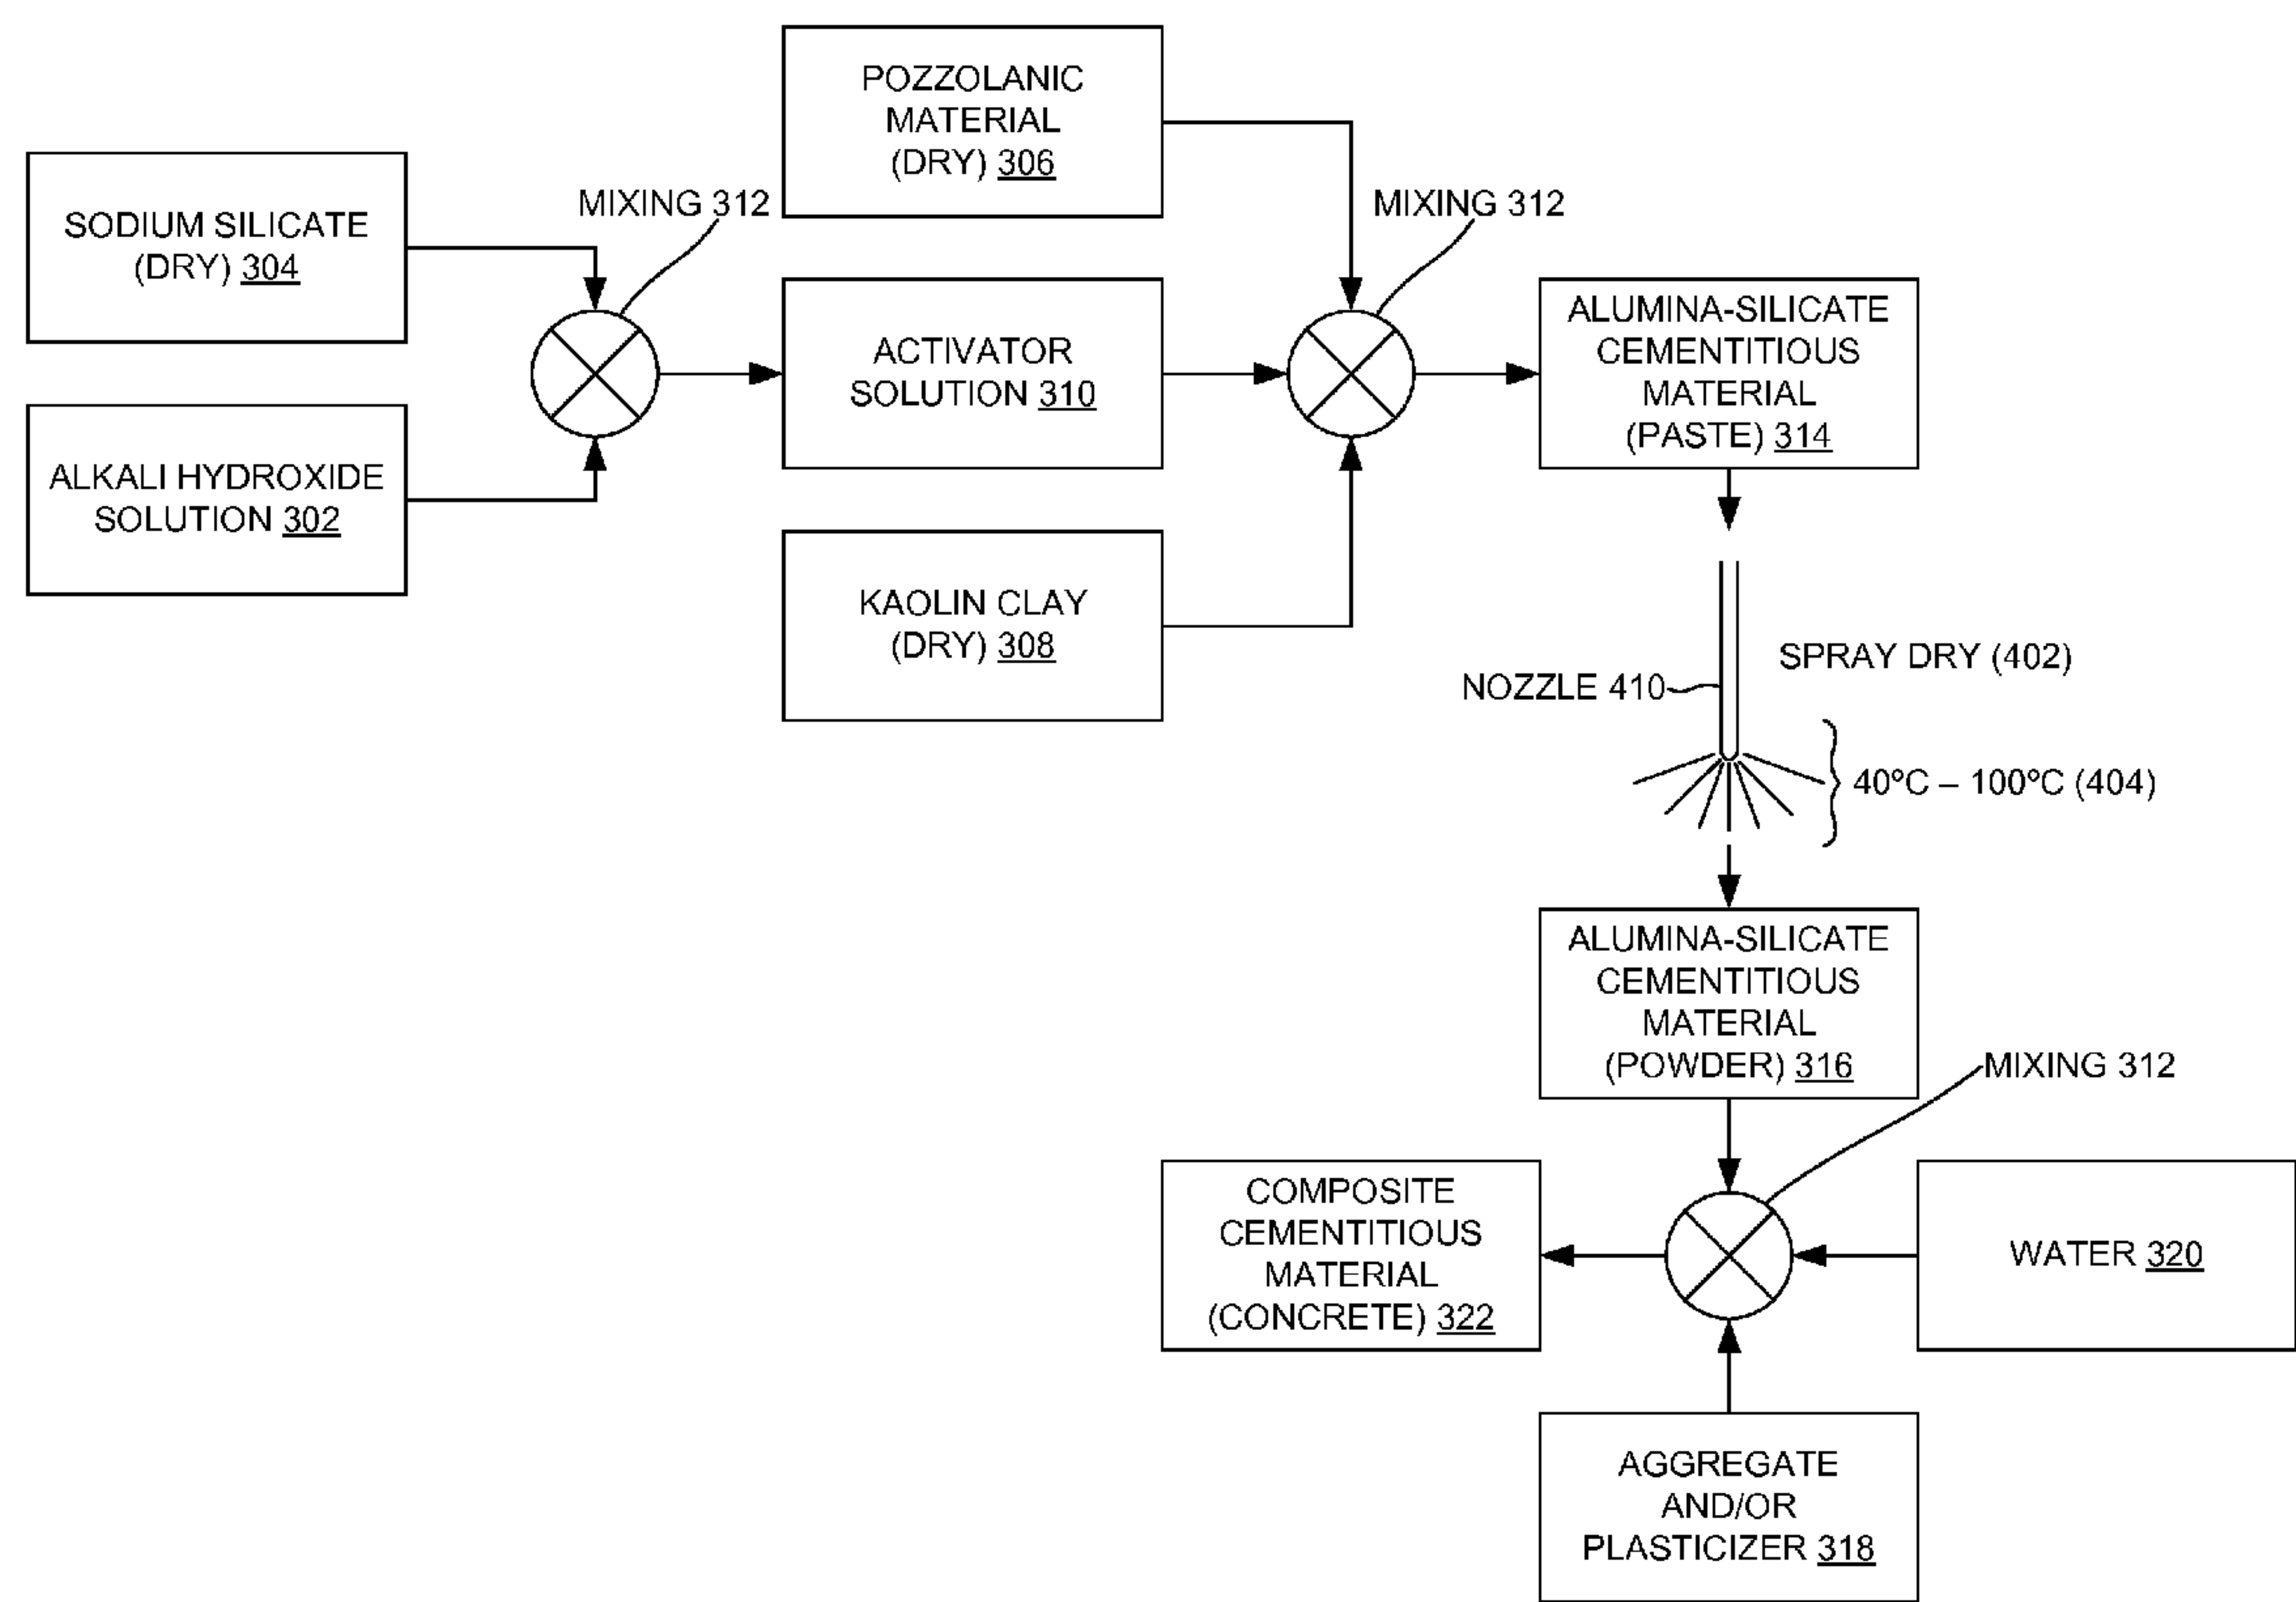 POZZOLANIC
MATERIAL
(DRY) 306
SODIUM SILICATE
(DRY) 304
MIXING 312
MIXING 312
ACTIVATOR
SOLUTION 310
ALUMINA-SILICATE
CEMENTITIOUS
MATERIAL
(PASTE) 314
ALKALI HYDROXIDE
SOLUTION 302
KAOLIN CLAY
(DRY) 308
SPRAY DRY (402)
NOZZLE 410
40°C – 100°C (404)
ALUMINA-SILICATE
CEMENTITIOUS
MATERIAL
(POWDER) 316
MIXING 312
COMPOSITE
CEMENTITIOUS
MATERIAL
(CONCRETE) 322
WATER 320
AGGREGATE
AND/OR
PLASTICIZER 318